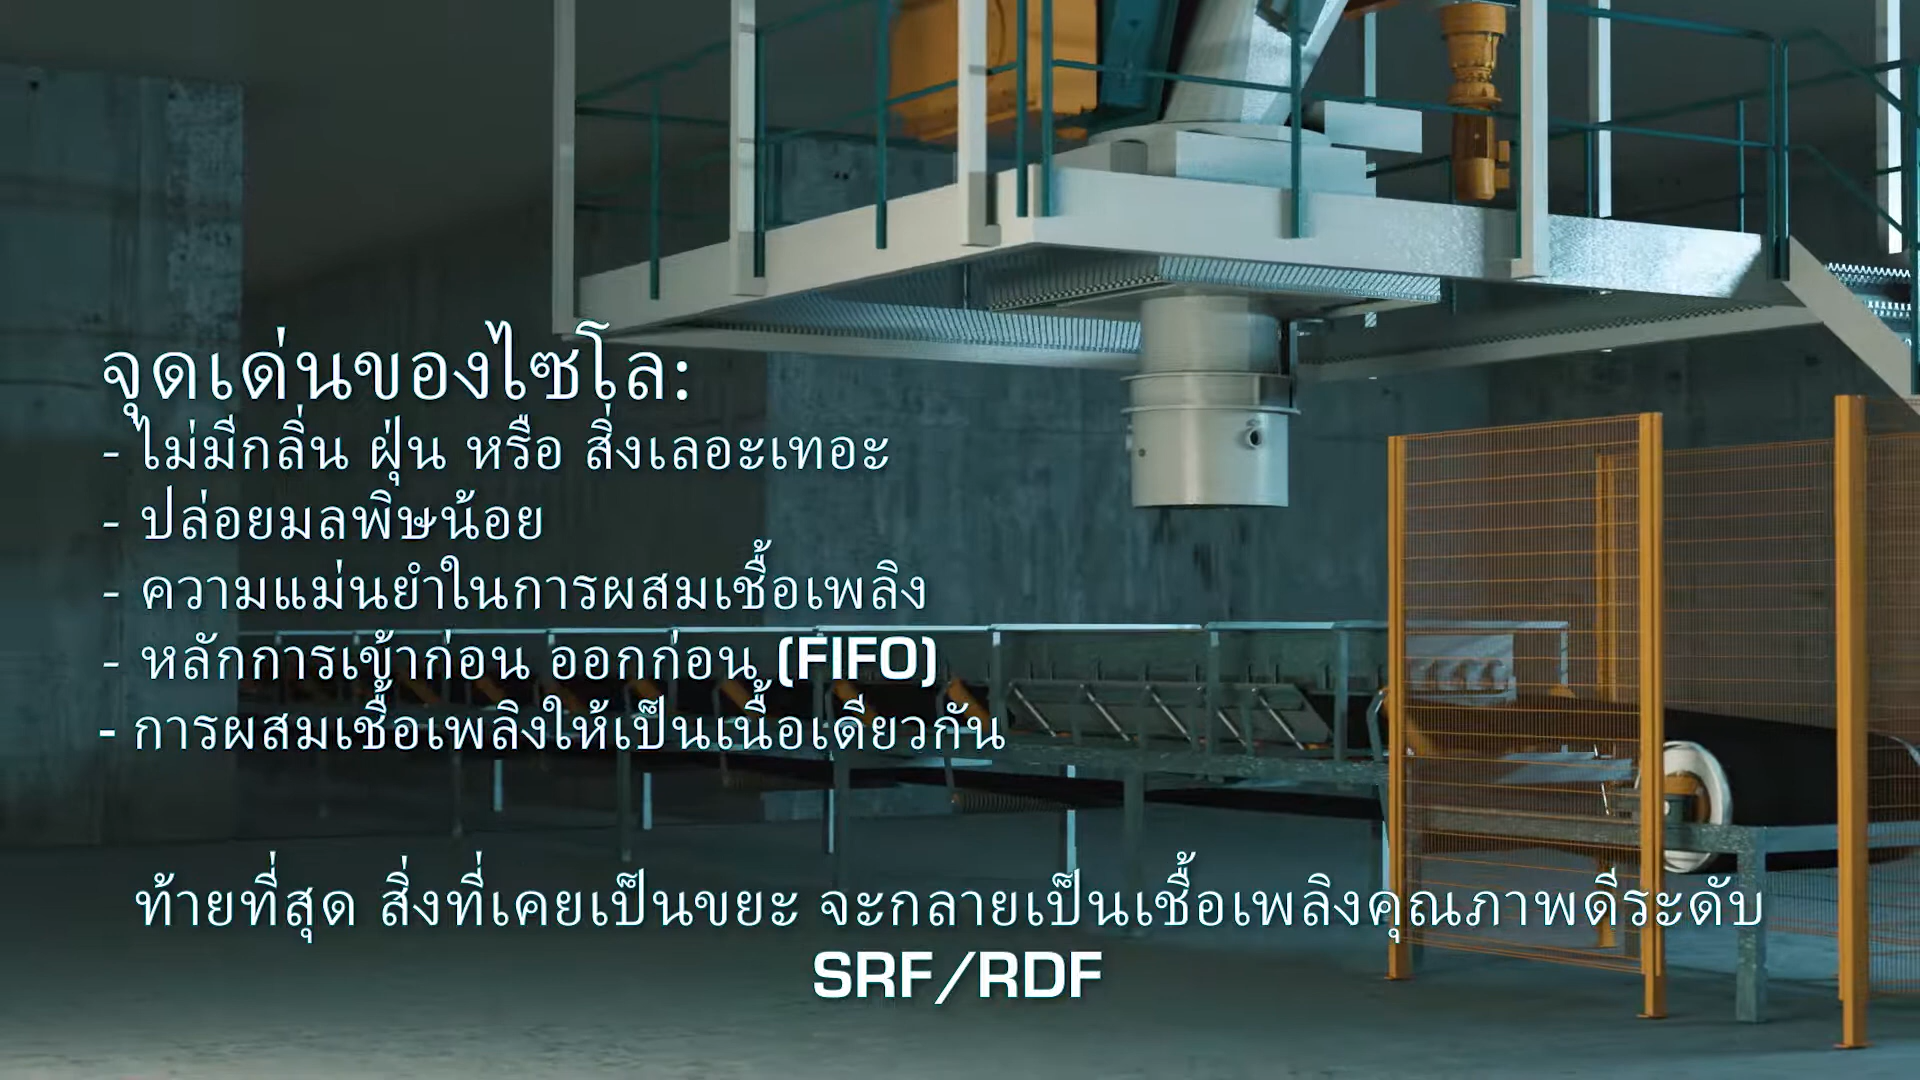 จุดเด่นของไซโล:
- ไม่มีกลิ่น ฝุ่น หรือ สิ่งเลอะเทอะ
- ปล่อยมลพิษน้อย
- ความแม่นยำในการผสมเชื้อเพลิง
- หลักการเข้าก่อน ออกก่อน (FIFO)
- การผสมเชื้อเพลิงให้เป็นเนื้อเดียวกัน
ท้ายที่สุด สิ่งที่เคยเป็นขยะ จะกลายเป็นเชื้อเพลิงคุณภาพดีระดับ
SRF/RDF